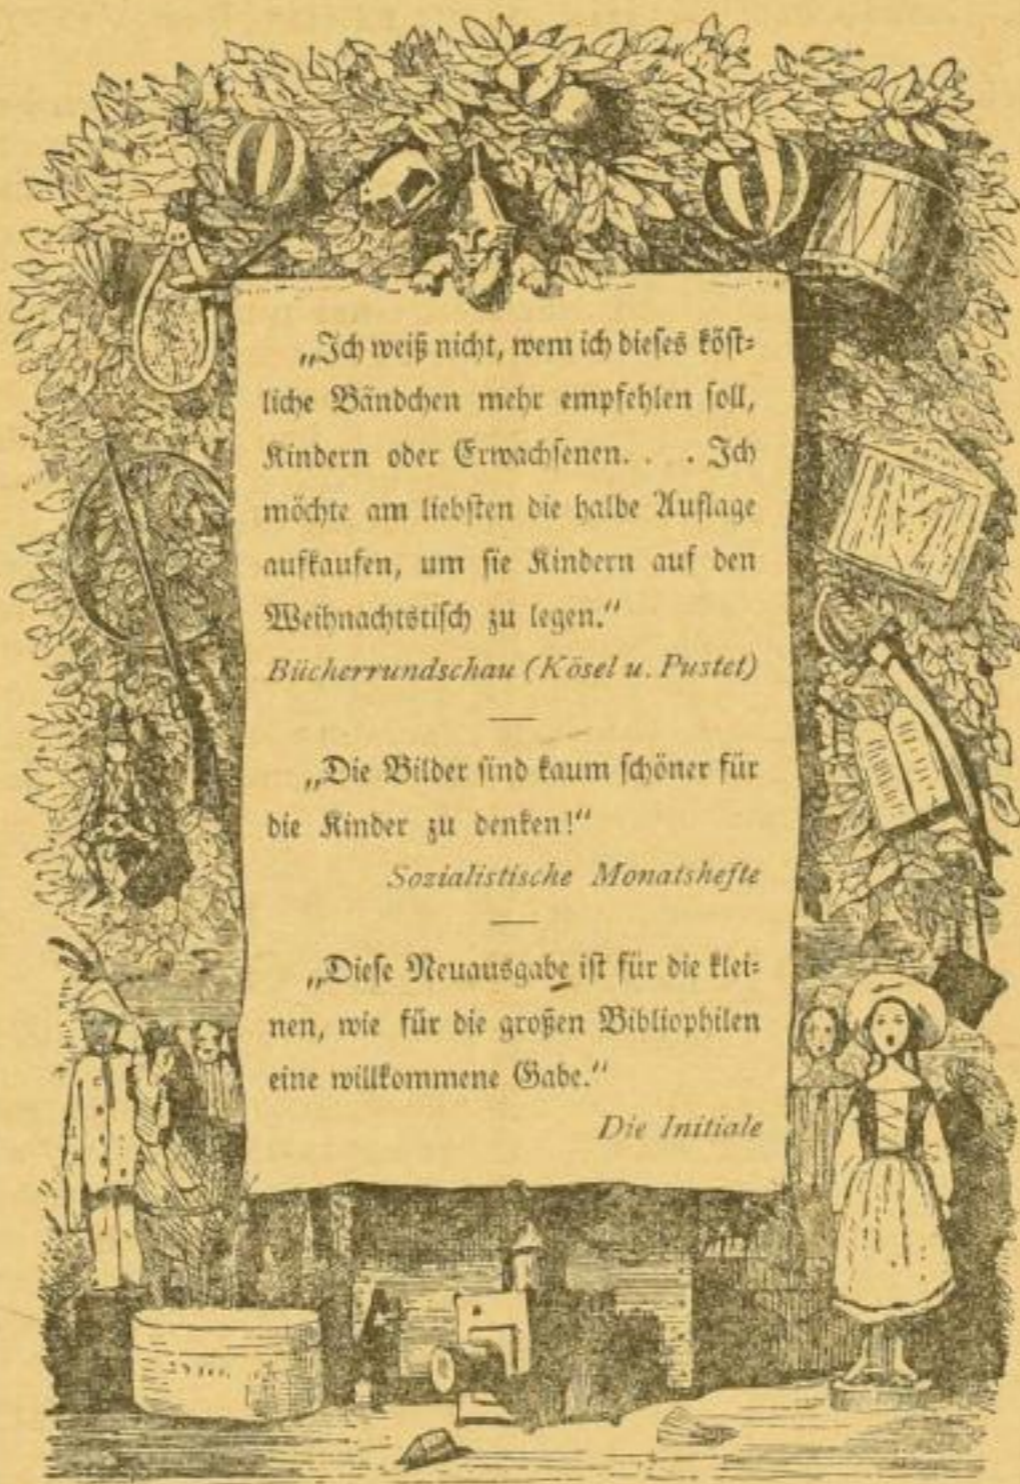 „Ich weiß nicht, wem ich dieses köst-
liche Bändchen mehr empfehlen soll,
Kindern oder Erwachsenen. . . Ich
möchte am liebsten die halbe Auflage
aufkaufen, um sie Kindern auf den
Weihnachtstisch zu legen.“
Bücherrundschau (Kösel u. Pustet)
„Die Bilder sind kaum schöner für
die Kinder zu denken!“
Sozialistische Monatshefte
„Diese Neuausgabe ist für die klei-
nen, wie für die großen Bibliophilen
eine willkommene Gabe.“
Die Initiale